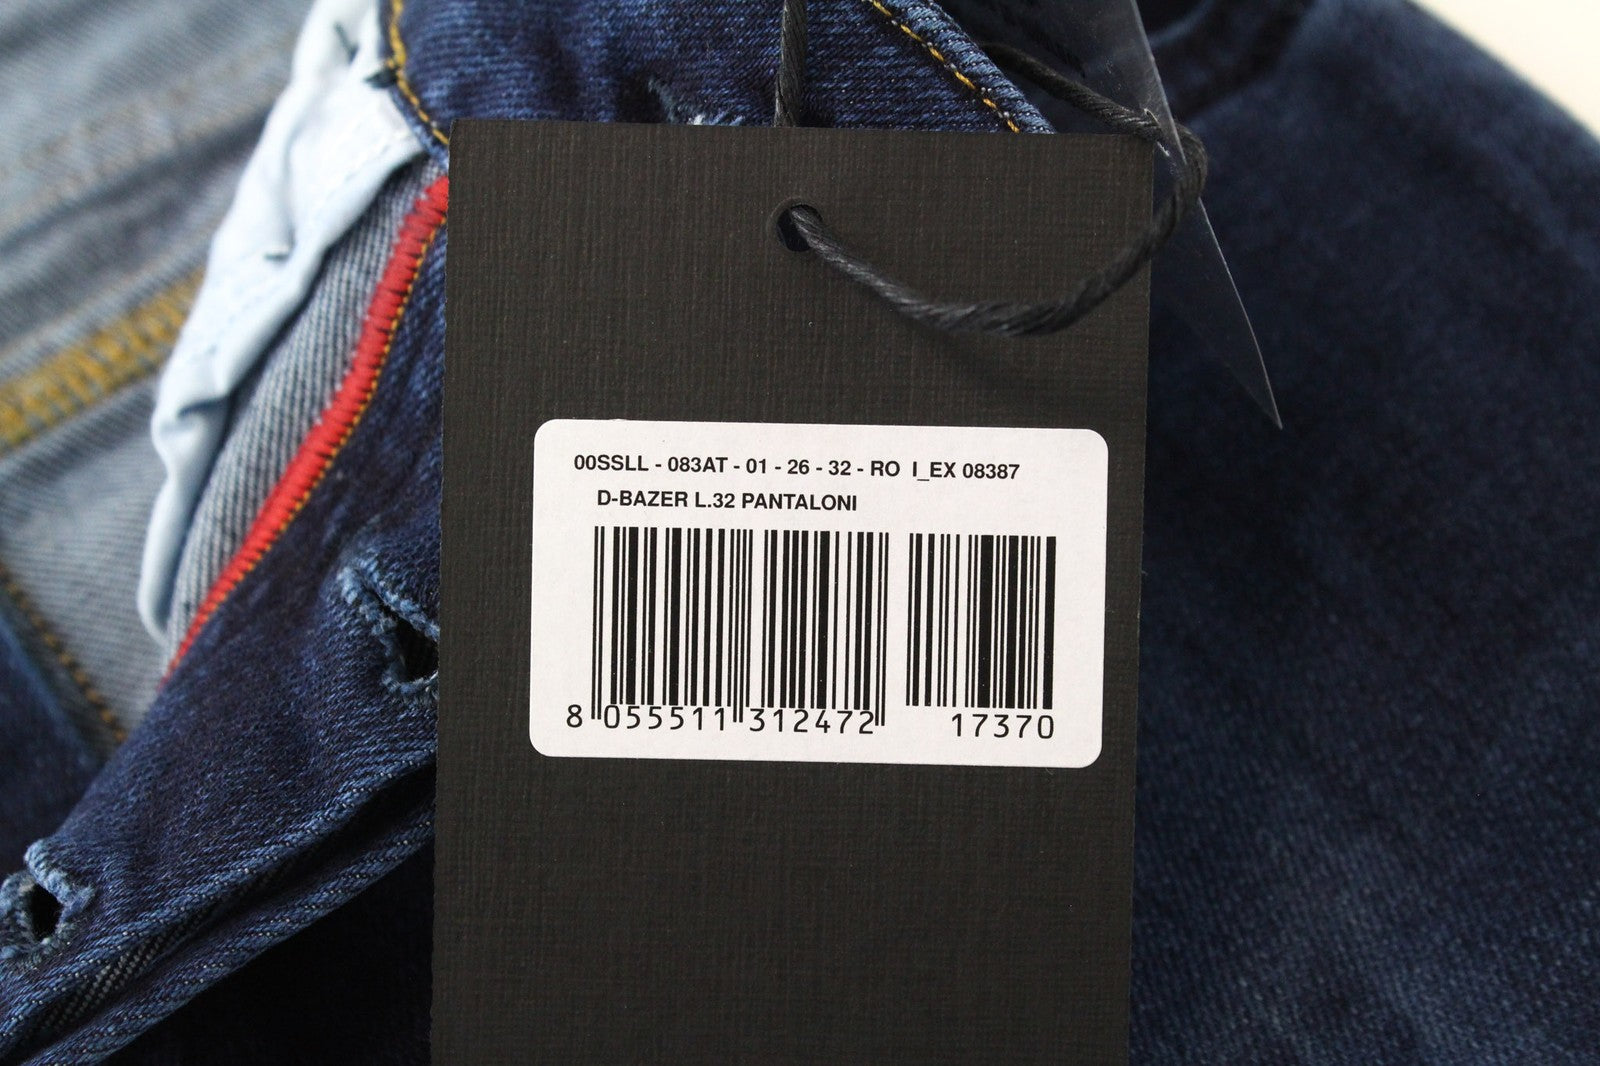 00SSLL - 083AT - 01 - 26 - 32 - RO I_EX 08387
D-BAZER L.32 PANTALONI
8 055511 312472 17370